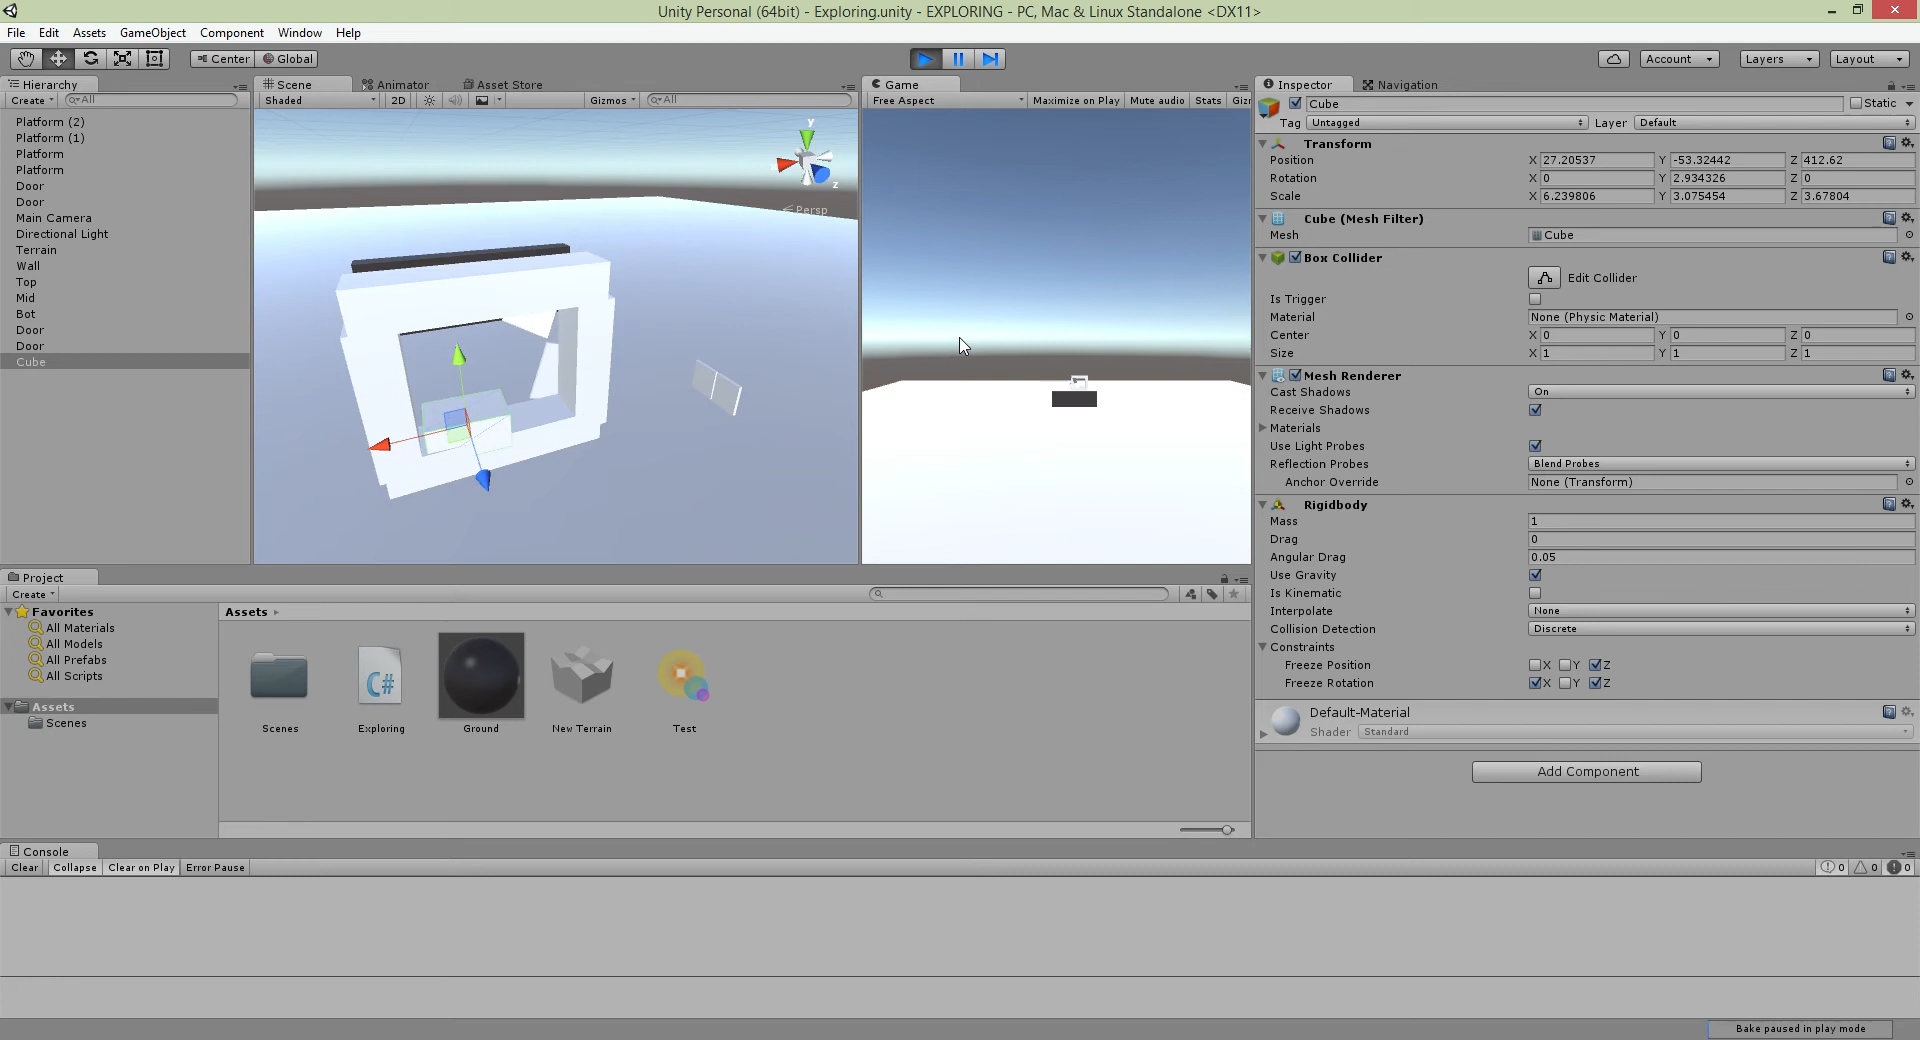 Unity Personal (64bit) - Exploring.unity - EXPLORING - PC, Mac & Linux Standalone <DX11>
File Edit Assets GameObject Component Window Help
Center Global Account Layers Layout
Hierarchy
Create All
Platform (2)
Platform (1)
Platform
Platform
Door
Door
Main Camera
Directional Light
Terrain
Wall
Top
Mid
Bot
Door
Door
Cube
Scene Animator Asset Store
Shaded 2D Gizmos All
y
z
Persp
Game
Free Aspect Maximize on Play Mute audio Stats Giz
Inspector Navigation
Cube Static
Tag Untagged Layer Default
Transform
Position X 27.20537 Y -53.32442 Z 412.62
Rotation X 0 Y 2.934326 Z 0
Scale X 6.239806 Y 3.075454 Z 3.67804
Cube (Mesh Filter)
Mesh Cube
Box Collider
Edit Collider
Is Trigger
Material None (Physic Material)
Center X 0 Y 0 Z 0
Size X 1 Y 1 Z 1
Mesh Renderer
Cast Shadows On
Receive Shadows
Materials
Use Light Probes
Reflection Probes Blend Probes
Anchor Override None (Transform)
Rigidbody
Mass 1
Drag 0
Angular Drag 0.05
Use Gravity
Is Kinematic
Interpolate None
Collision Detection Discrete
Constraints
Freeze Position X Y Z
Freeze Rotation X Y Z
Default-Material
Shader Standard
Add Component
Project
Create
Favorites
All Materials
All Models
All Prefabs
All Scripts
Assets
Scenes
Assets
C#
Scenes Exploring Ground New Terrain Test
Console
Clear Collapse Clear on Play Error Pause 0 0 0
Bake paused in play mode